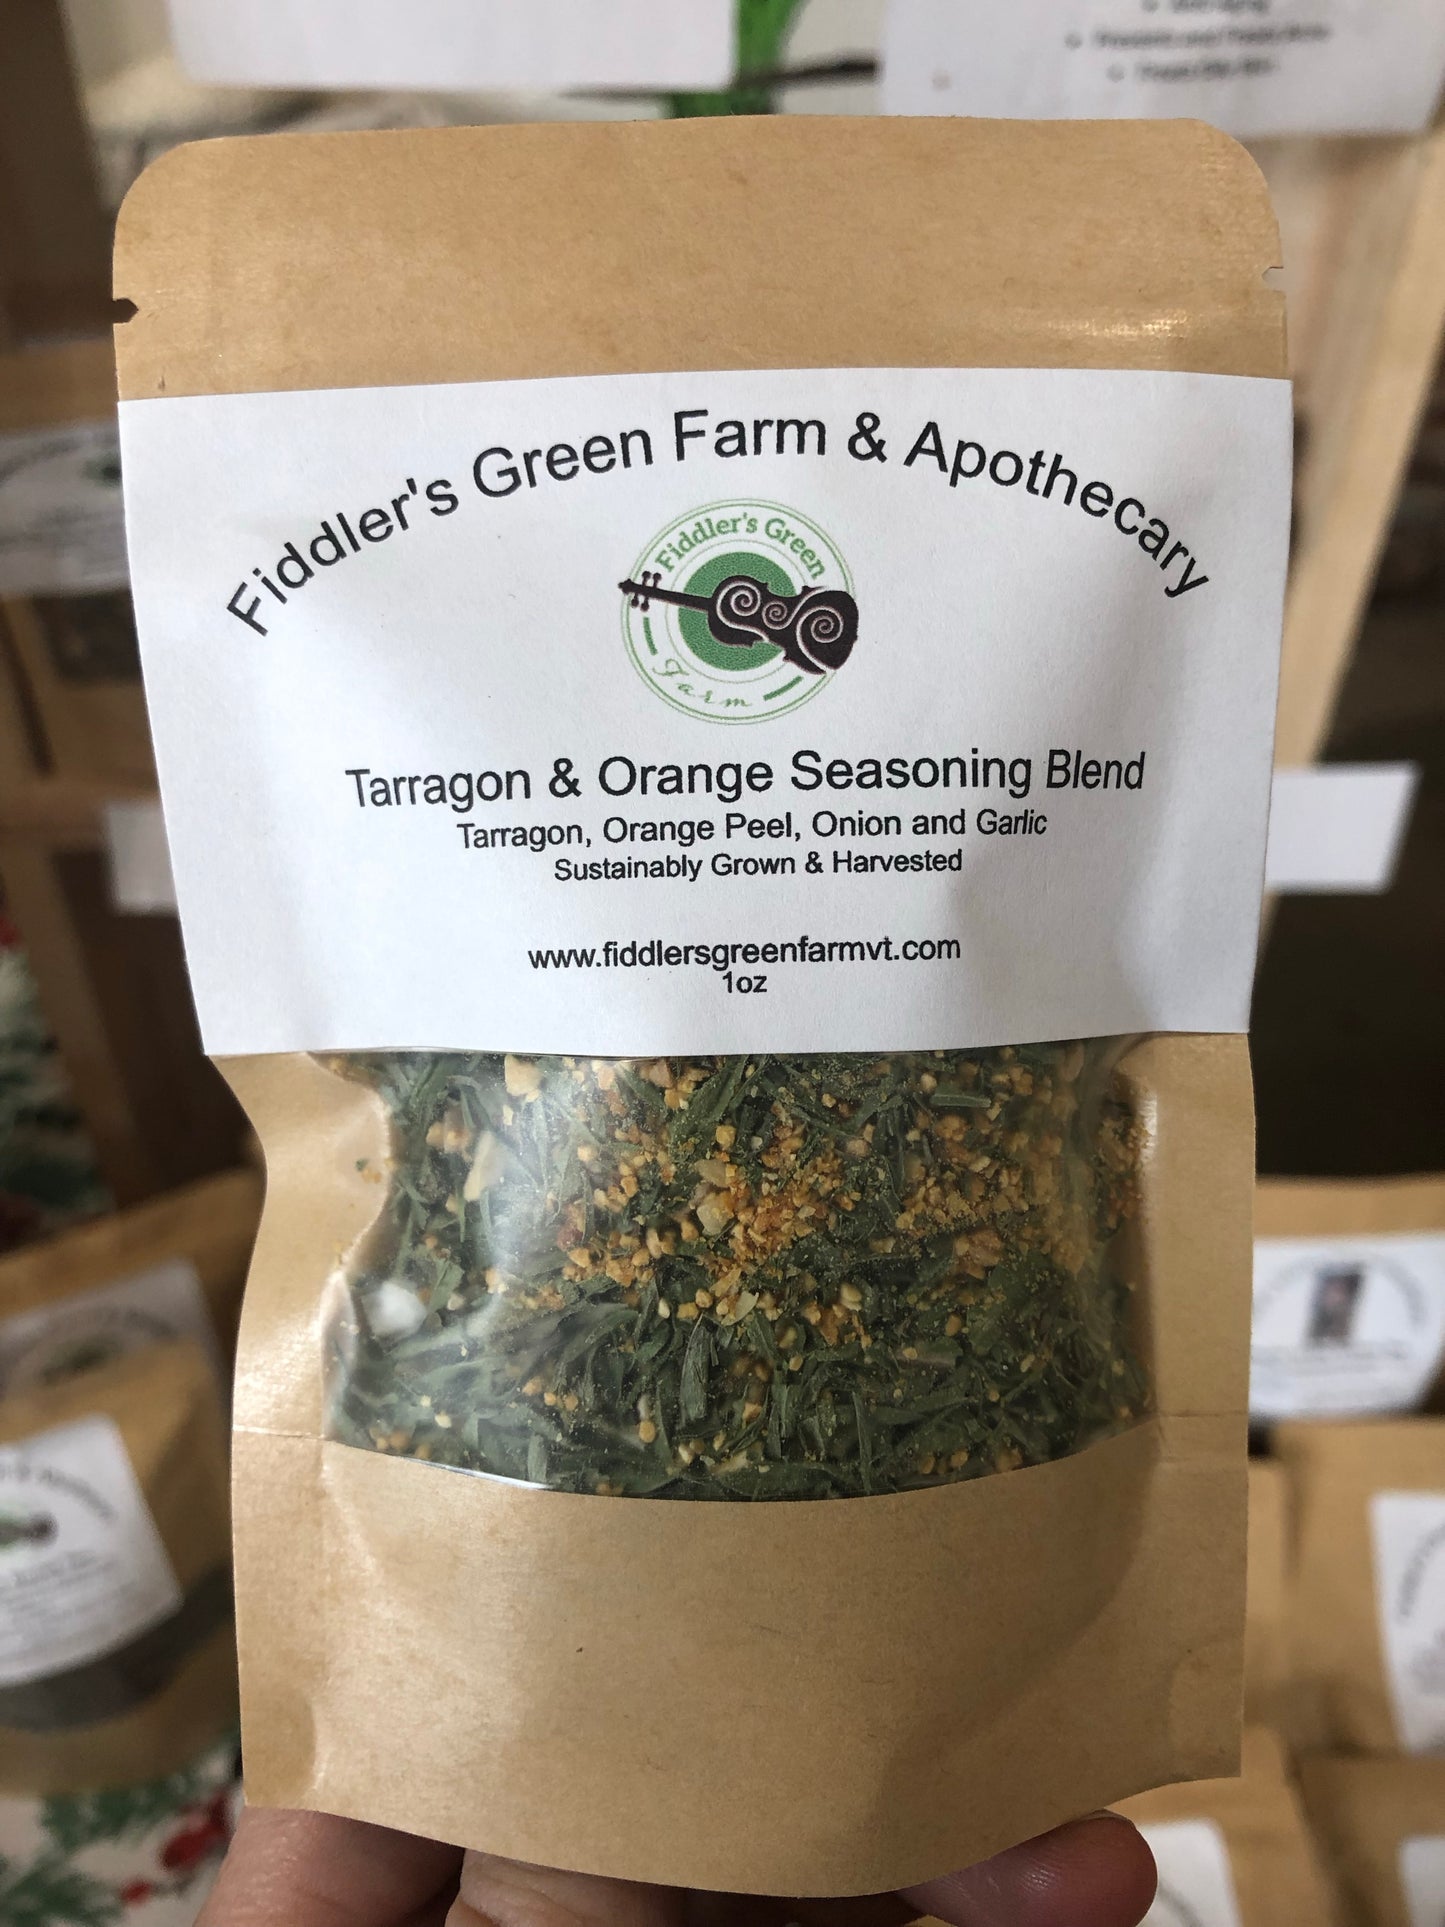 Fiddler's Green Farm & Apothecary
Fiddler's Green
Farm
Tarragon & Orange Seasoning Blend
Tarragon, Orange Peel, Onion and Garlic
Sustainably Grown & Harvested
www.fiddlersgreenfarmvt.com
1oz